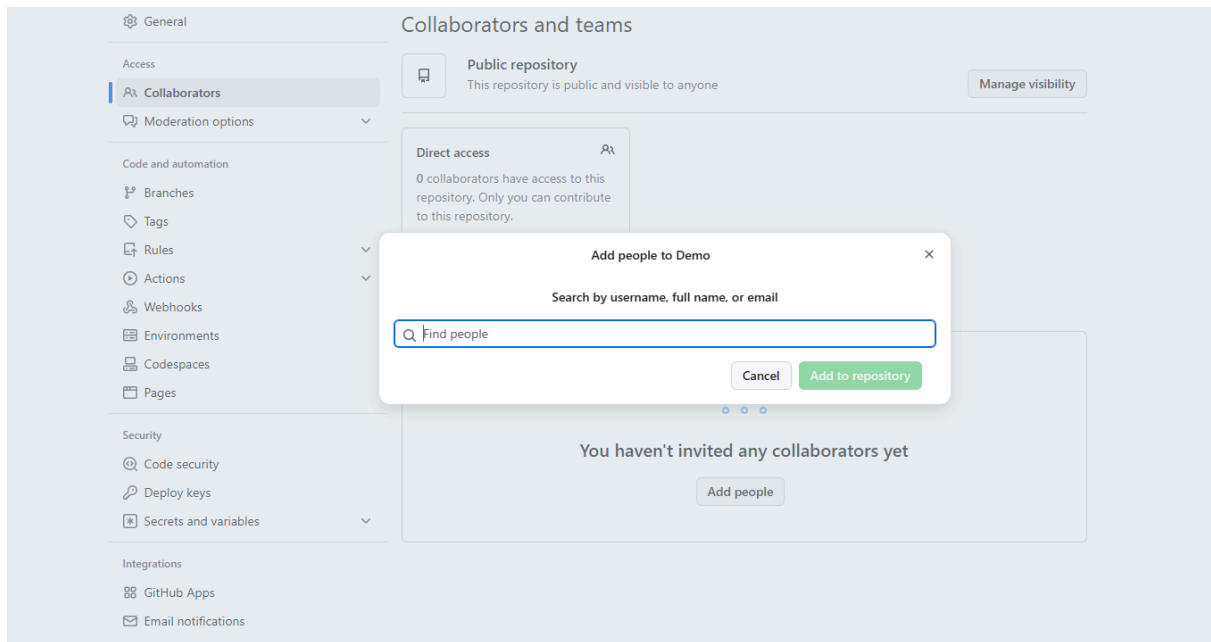 General
Access
Collaborators
Moderation options
Code and automation
Branches
Tags
Rules
Actions
Webhooks
Environments
Codespaces
Pages
Security
Code security
Deploy keys
Secrets and variables
Integrations
GitHub Apps
Email notifications
Collaborators and teams
Public repository
This repository is public and visible to anyone
Manage visibility
Direct access
0 collaborators have access to this
repository. Only you can contribute
to this repository.
Add people to Demo
Search by username, full name, or email
Find people
Cancel
Add to repository
You haven't invited any collaborators yet
Add people